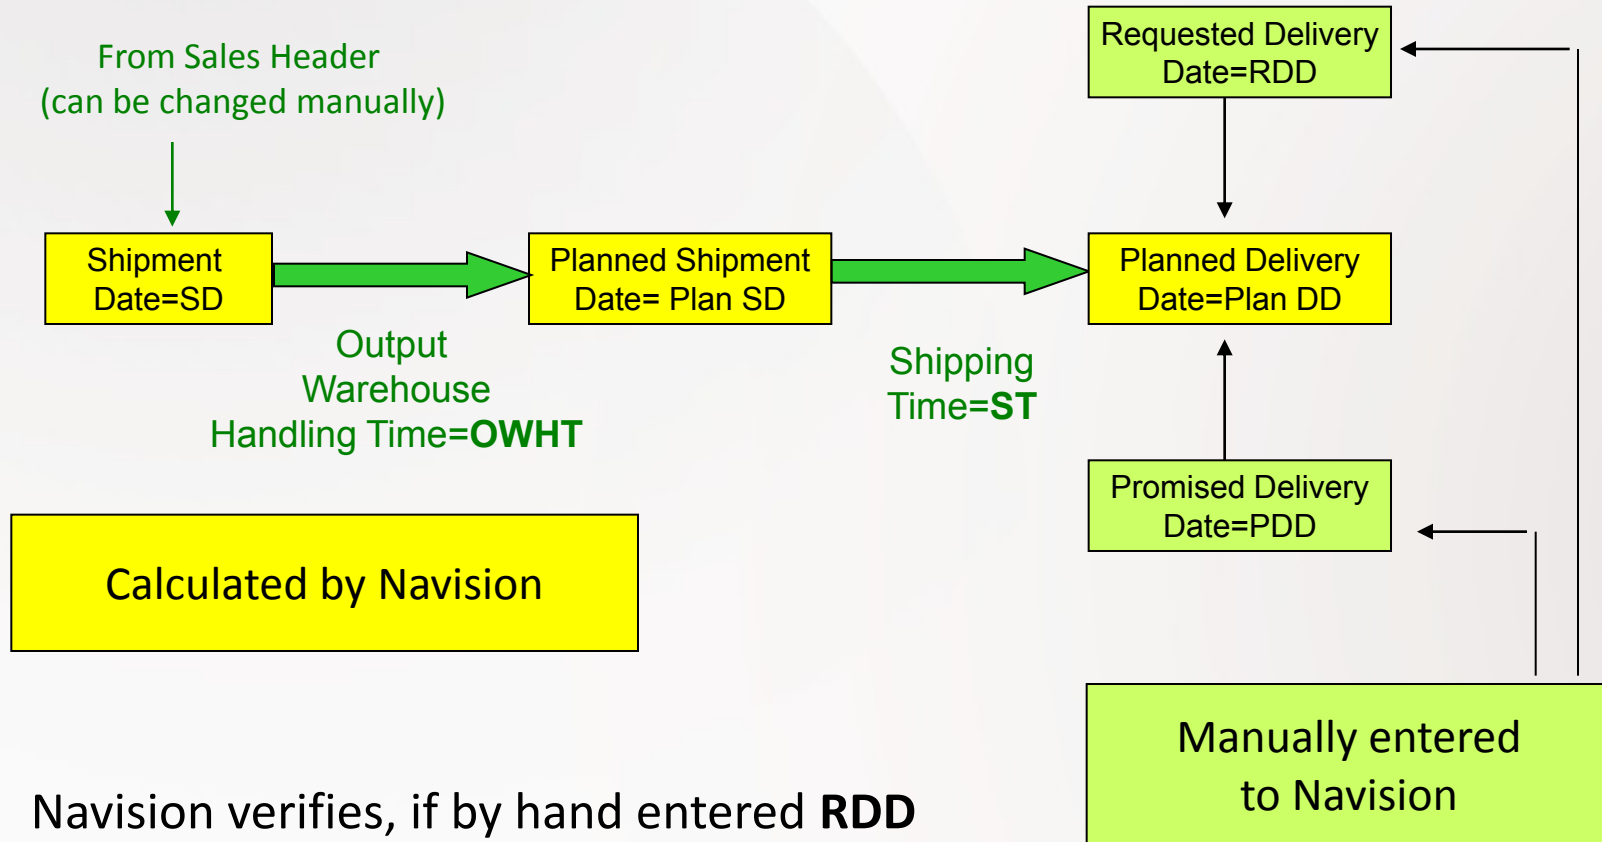 From Sales Header
(can be changed manually)
Requested Delivery
Date=RDD
Shipment
Date=SD
Planned Shipment
Date= Plan SD
Planned Delivery
Date=Plan DD
Output
Warehouse
Handling Time=OWHT
Shipping
Time=ST
Promised Delivery
Date=PDD
Calculated by Navision
Manually entered
to Navision
Navision verifies, if by hand entered RDD